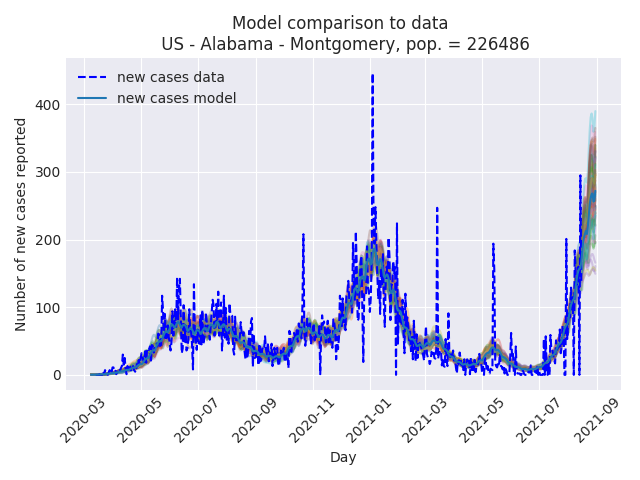 Model comparison to data
US - Alabama - Montgomery, pop. = 226486
new cases data
new cases model
Number of new cases reported
400
300
200
100
0
2020-03
2020-05
2020-07
2020-09
2020-11
2021-01
2021-03
2021-05
2021-07
2021-09
Day